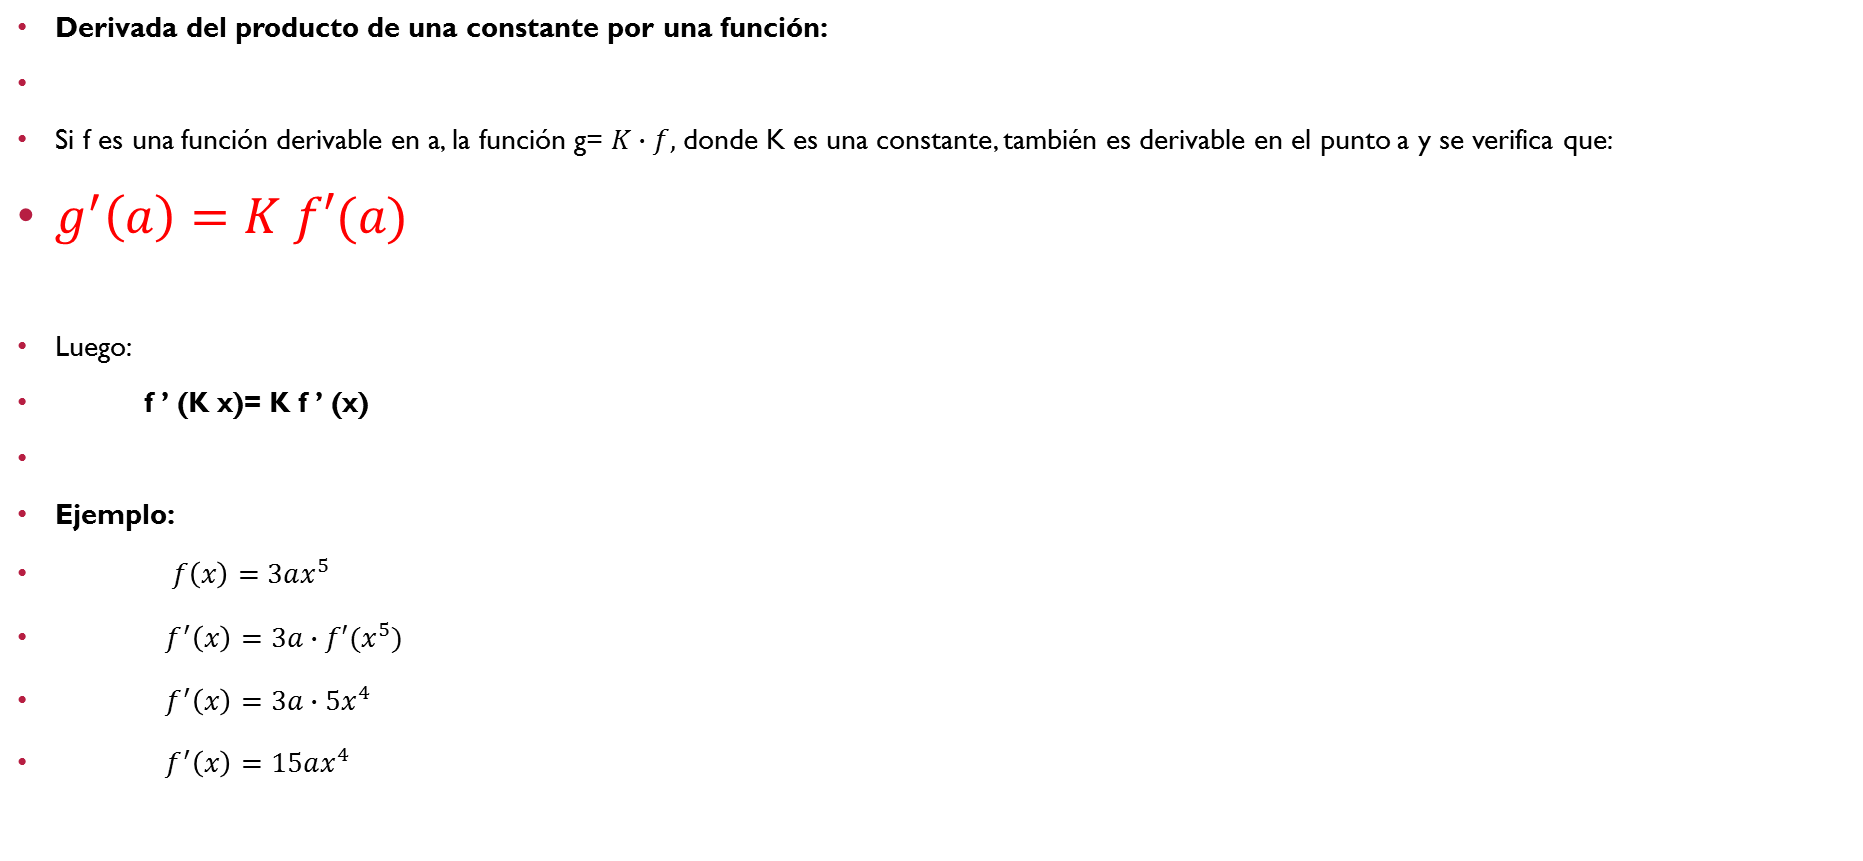 • Derivada del producto de una constante por una función:
•
• Si f es una función derivable en a, la función g= K · f, donde K es una constante, también es derivable en el punto a y se verifica que:
• g′(a) = K f′(a)
• Luego:
• f ’ (K x)= K f ’ (x)
•
• Ejemplo:
• f(x) = 3ax⁵
• f′(x) = 3a · f′(x⁵)
• f′(x) = 3a · 5x⁴
• f′(x) = 15ax⁴